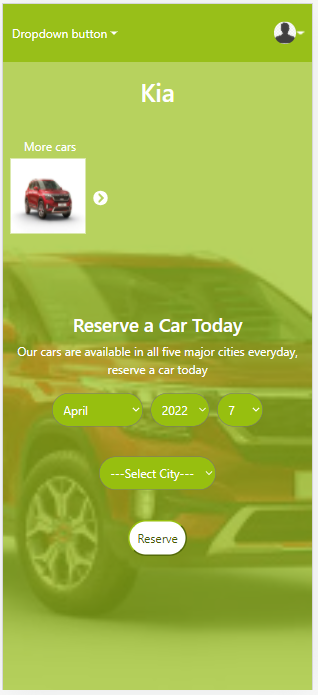 Dropdown button
Kia
More cars
Reserve a Car Today
Our cars are available in all five major cities everyday,
reserve a car today
April 2022 7
---Select City---
Reserve